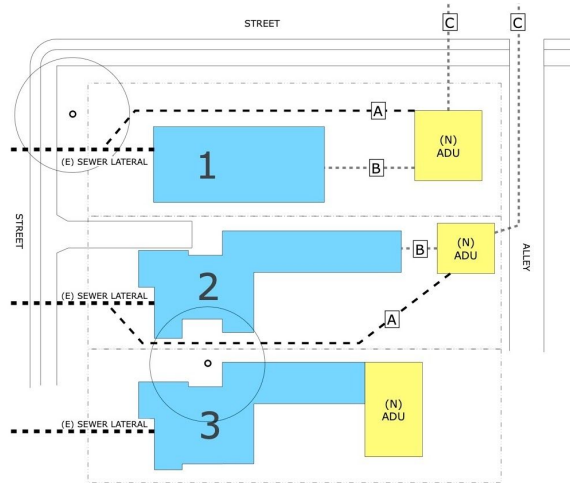 STREET
C
C
A
(N)
ADU
1
B
(E) SEWER LATERAL
STREET
(N)
ADU
B
2
ALLEY
(E) SEWER LATERAL
A
(N)
ADU
3
(E) SEWER LATERAL